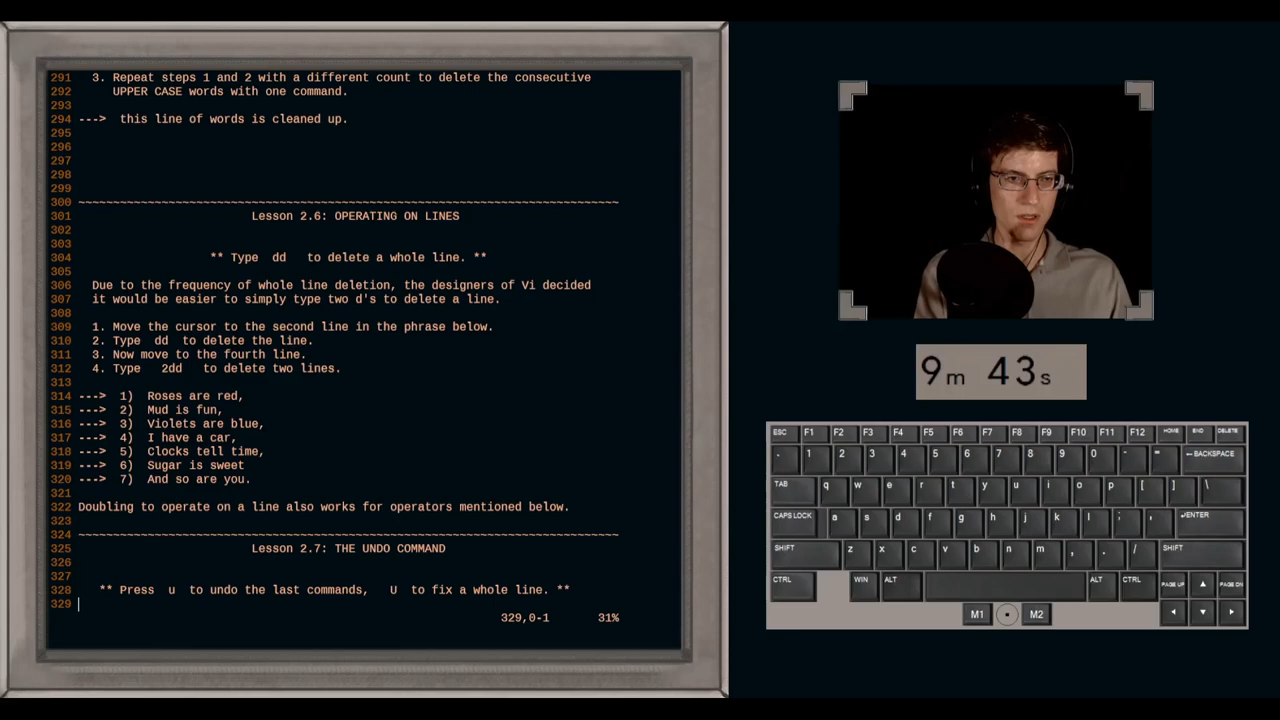 291    3. Repeat steps 1 and 2 with a different count to delete the consecutive
292       UPPER CASE words with one command.
293
294  --->  this line of words is cleaned up.
295
296
297
298
299
300  ~~~~~~~~~~~~~~~~~~~~~~~~~~~~~~~~~~~~~~~~~~~~~~~~~~~~~~~~~~~~~~~~~~~~~~~~~~~~~~
301                           Lesson 2.6: OPERATING ON LINES
302
303
304                     ** Type  dd   to delete a whole line. **
305
306    Due to the frequency of whole line deletion, the designers of Vi decided
307    it would be easier to simply type two d's to delete a line.
308
309    1. Move the cursor to the second line in the phrase below.
310    2. Type  dd  to delete the line.
311    3. Now move to the fourth line.
312    4. Type   2dd   to delete two lines.
313
314  --->  1)  Roses are red,
315  --->  2)  Mud is fun,
316  --->  3)  Violets are blue,
317  --->  4)  I have a car,
318  --->  5)  Clocks tell time,
319  --->  6)  Sugar is sweet
320  --->  7)  And so are you.
321
322  Doubling to operate on a line also works for operators mentioned below.
323
324  ~~~~~~~~~~~~~~~~~~~~~~~~~~~~~~~~~~~~~~~~~~~~~~~~~~~~~~~~~~~~~~~~~~~~~~~~~~~~~~
325                           Lesson 2.7: THE UNDO COMMAND
326
327
328     ** Press  u  to undo the last commands,   U  to fix a whole line. **
329
329,0-1       31%
9m 43s
ESC F1 F2 F3 F4 F5 F6 F7 F8 F9 F10 F11 F12 HOME END DELETE
1 2 3 4 5 6 7 8 9 0 - = ←BACKSPACE
TAB q w e r t y u i o p [ ] \
CAPS LOCK a s d f g h j k l ; ↵ENTER
SHIFT z x c v b n m , . / SHIFT
CTRL WIN ALT ALT CTRL PAGE UP ▲ PAGE DN
M1 M2 ◄ ▼ ►